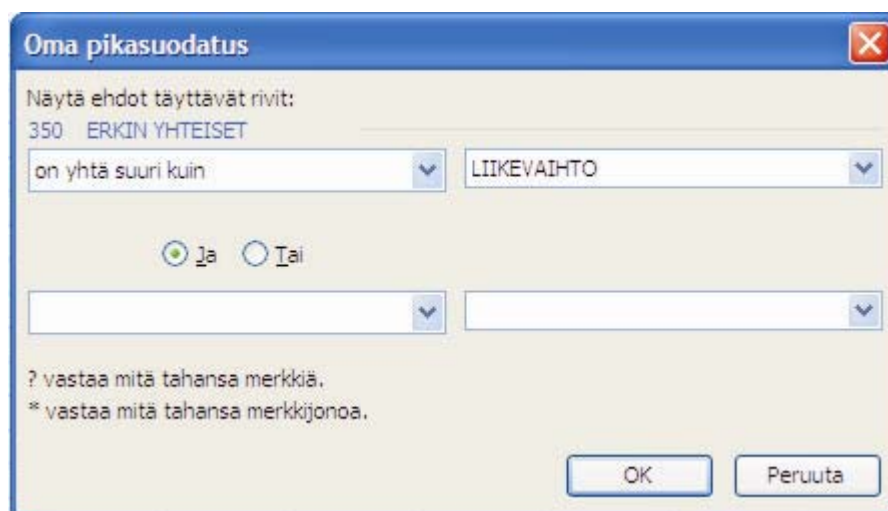 Oma pikasuodatus
Näytä ehdot täyttävät rivit:
350 ERKIN YHTEISET
on yhtä suuri kuin LIIKEVAIHTO
Ja Tai
? vastaa mitä tahansa merkkiä.
* vastaa mitä tahansa merkkijonoa.
OK Peruuta